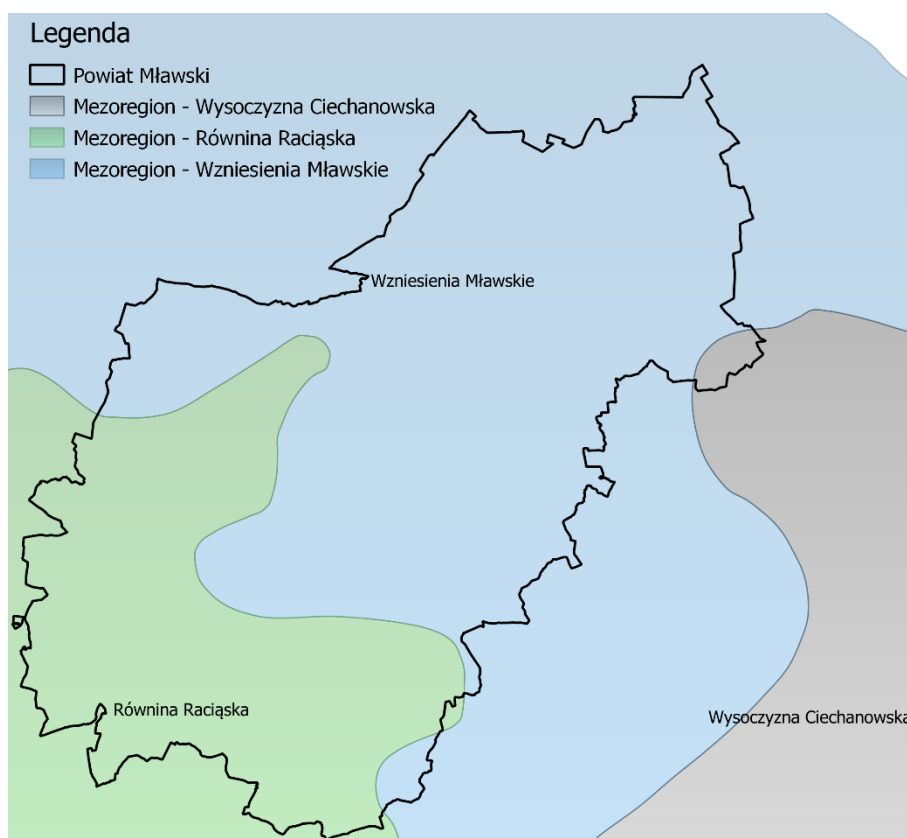 Legenda
Powiat Mławski
Mezoregion - Wysoczyzna Ciechanowska
Mezoregion - Równina Raciąska
Mezoregion - Wzniesienia Mławskie
Wzniesienia Mławskie
Równina Raciąska
Wysoczyzna Ciechanowska